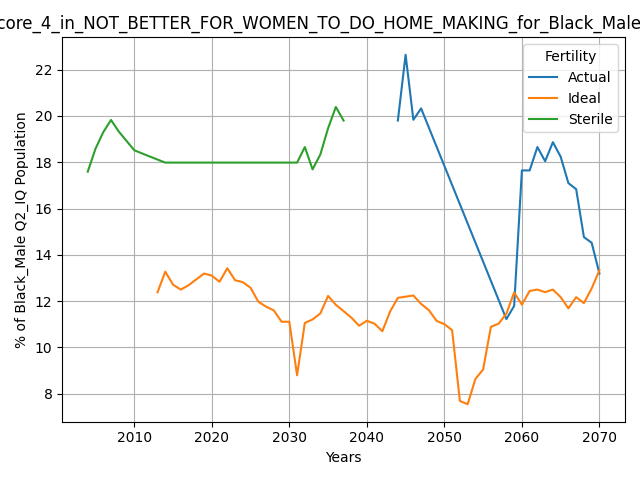 core_4_in_NOT_BETTER_FOR_WOMEN_TO_DO_HOME_MAKING_for_Black_Male
Fertility
Actual
Ideal
Sterile
% of Black_Male Q2_IQ Population
22
20
18
16
14
12
10
8
2010 2020 2030 2040 2050 2060 2070
Years